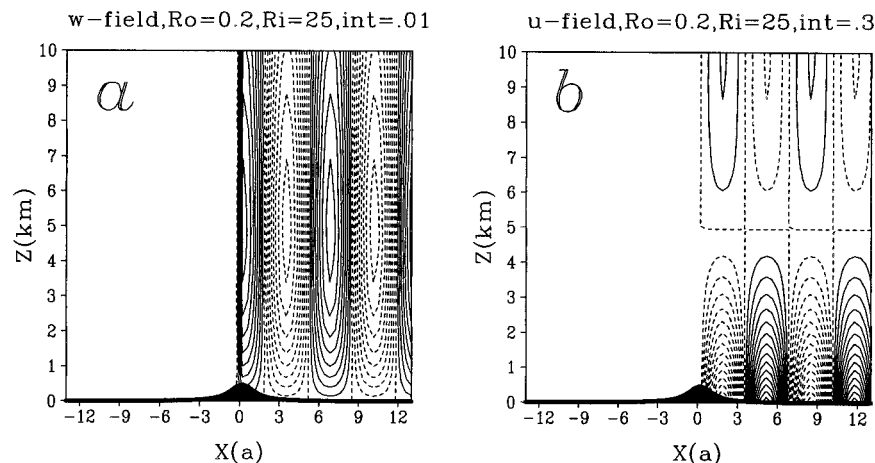 w-field,Ro=0.2,Ri=25,int=.01
a
Z(km)
10
9
8
7
6
5
4
3
2
1
0
-12 -9 -6 -3 0 3 6 9 12
X(a)
u-field,Ro=0.2,Ri=25,int=.3
b
Z(km)
10
9
8
7
6
5
4
3
2
1
0
-12 -9 -6 -3 0 3 6 9 12
X(a)